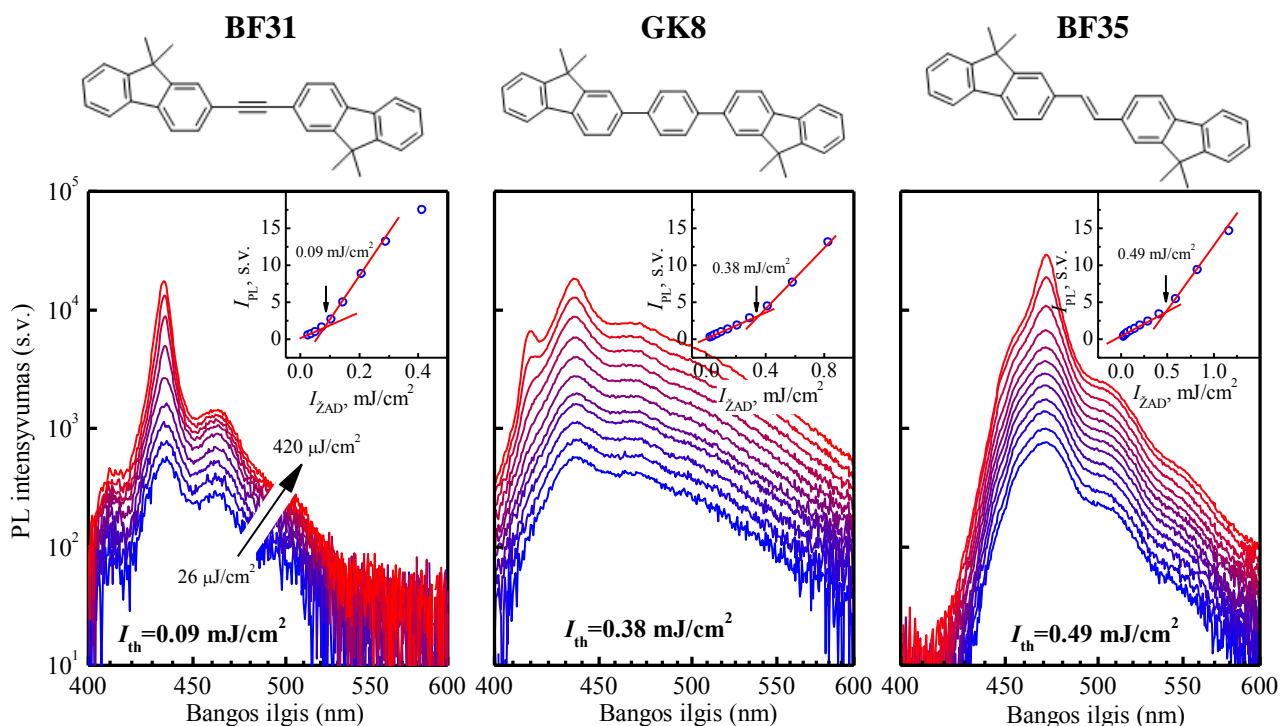 BF31
GK8
BF35
PL intensyvumas (s.v.)
10^5
10^4
10^3
10^2
10^1
I_PL, s.v.
15
10
5
0
0.09 mJ/cm^2
0.0 0.2 0.4
I_ŽAD, mJ/cm^2
420 µJ/cm^2
26 µJ/cm^2
I_th=0.09 mJ/cm^2
400 450 500 550 600
Bangos ilgis (nm)
I_PL, s.v.
15
10
5
0
0.38 mJ/cm^2
0.0 0.4 0.8
I_ŽAD, mJ/cm^2
I_th=0.38 mJ/cm^2
400 450 500 550 600
Bangos ilgis (nm)
I_PL, s.v.
15
10
5
0
0.49 mJ/cm^2
0.0 0.5 1.0
I_ŽAD, mJ/cm^2
I_th=0.49 mJ/cm^2
400 450 500 550 600
Bangos ilgis (nm)